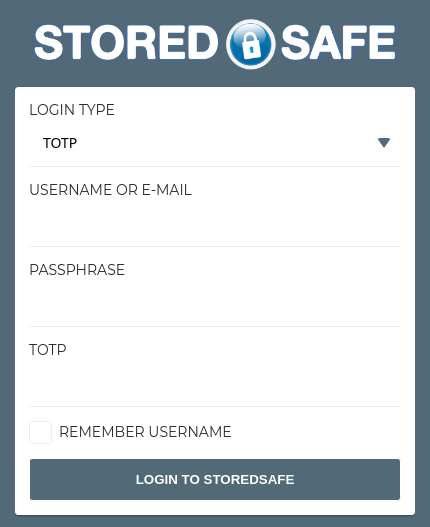 STORED SAFE
LOGIN TYPE
TOTP
USERNAME OR E-MAIL
PASSPHRASE
TOTP
REMEMBER USERNAME
LOGIN TO STOREDSAFE